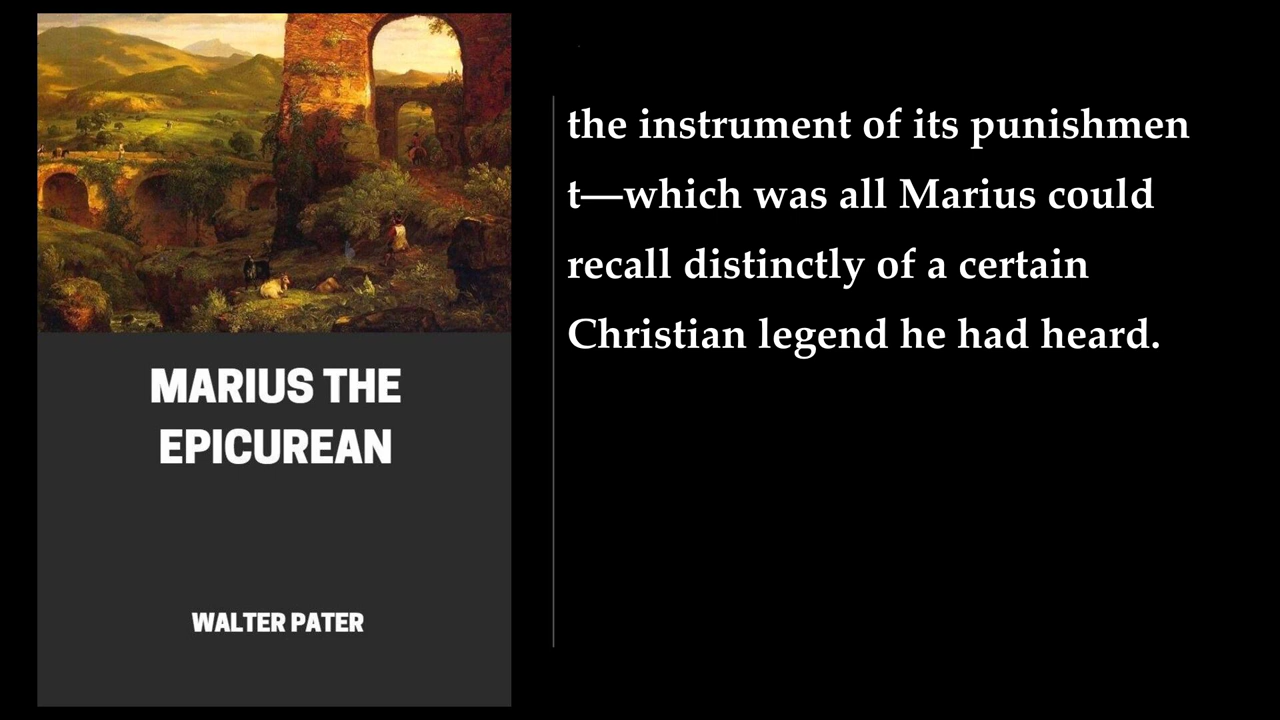 MARIUS THE
EPICUREAN
WALTER PATER
the instrument of its punishmen
t—which was all Marius could
recall distinctly of a certain
Christian legend he had heard.